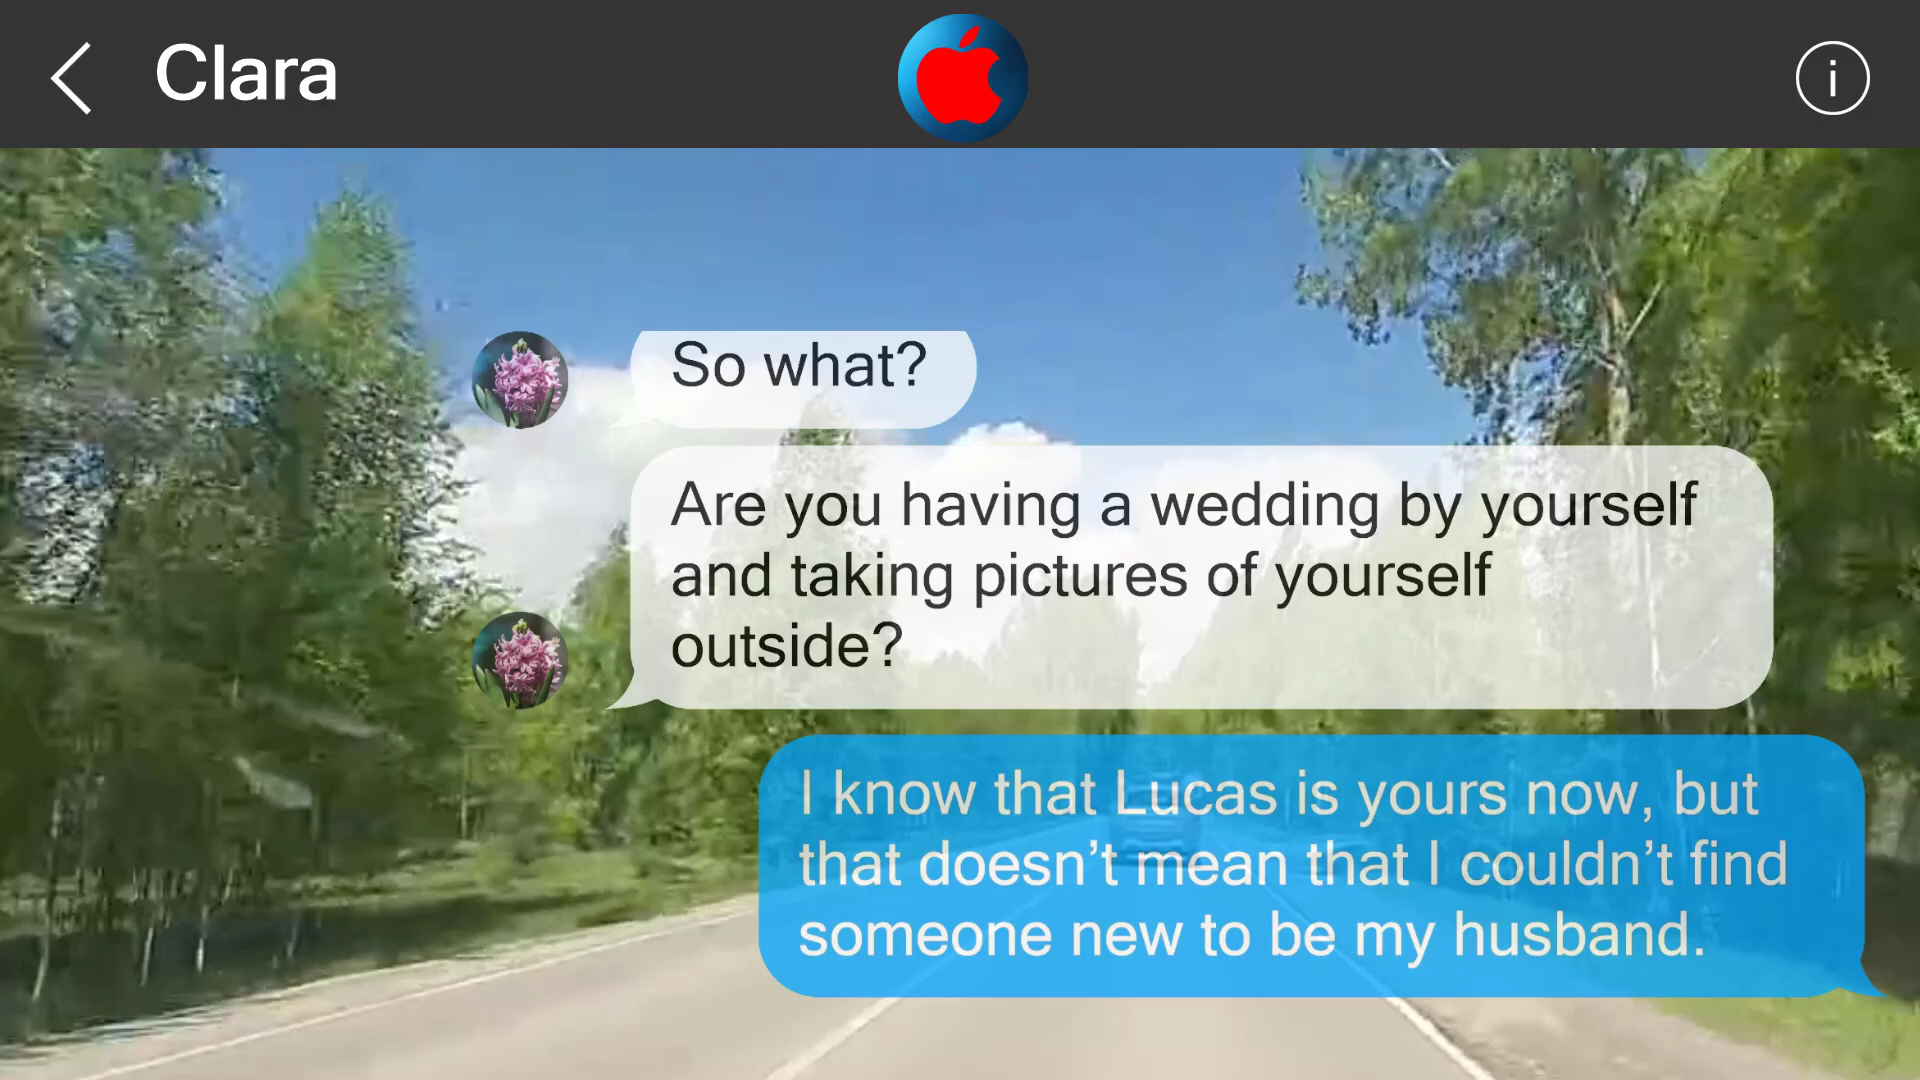 Clara
So what?
Are you having a wedding by yourself
and taking pictures of yourself
outside?
I know that Lucas is yours now, but
that doesn’t mean that I couldn’t find
someone new to be my husband.